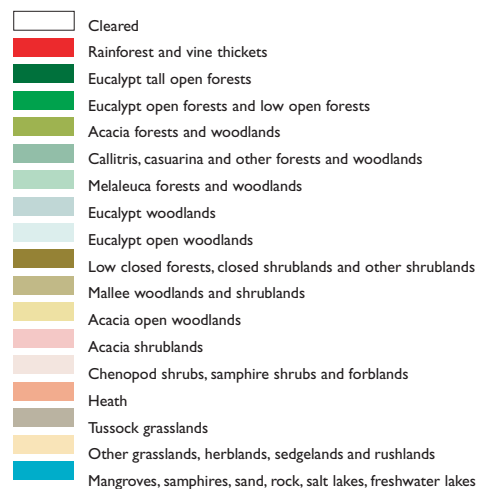 Cleared
Rainforest and vine thickets
Eucalypt tall open forests
Eucalypt open forests and low open forests
Acacia forests and woodlands
Callitris, casuarina and other forests and woodlands
Melaleuca forests and woodlands
Eucalypt woodlands
Eucalypt open woodlands
Low closed forests, closed shrublands and other shrublands
Mallee woodlands and shrublands
Acacia open woodlands
Acacia shrublands
Chenopod shrubs, samphire shrubs and forblands
Heath
Tussock grasslands
Other grasslands, herblands, sedgelands and rushlands
Mangroves, samphires, sand, rock, salt lakes, freshwater lakes